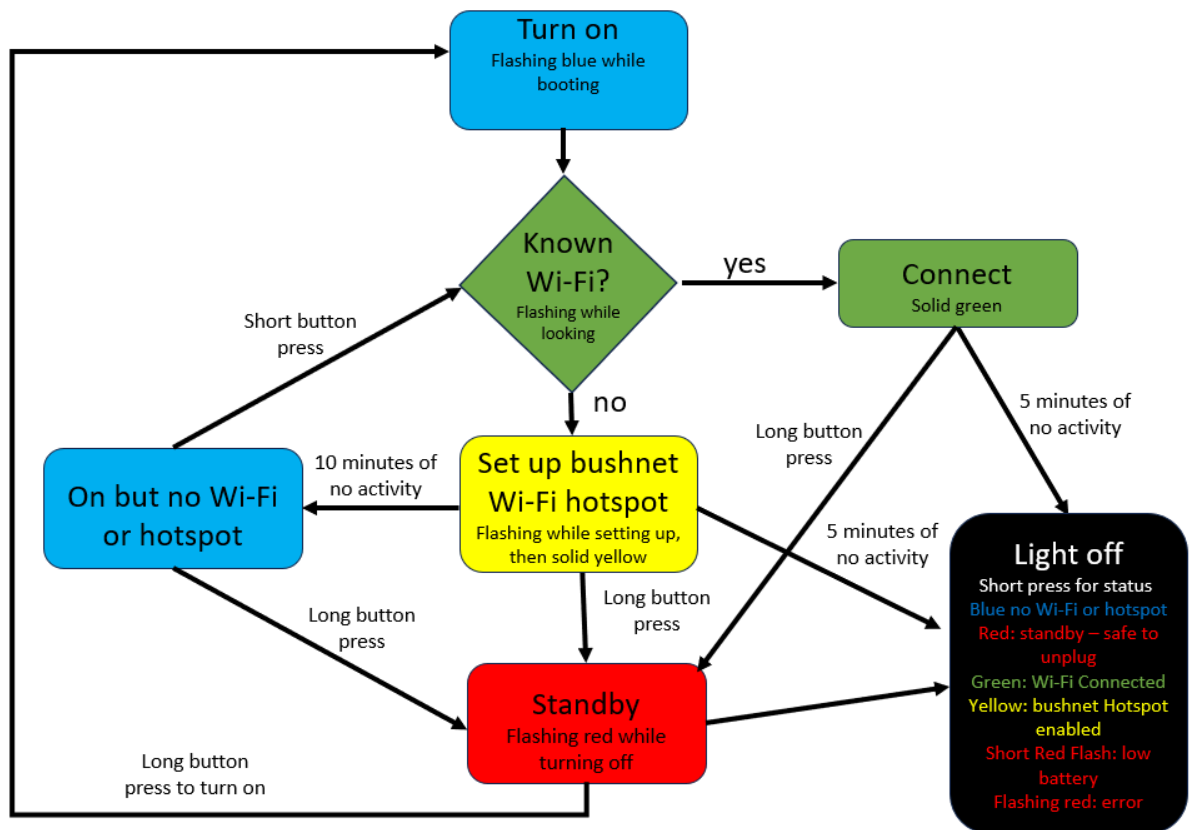 Turn on
Flashing blue while
booting
Known
Wi-Fi?
Flashing while
looking
yes
Connect
Solid green
Short button
press
no
5 minutes of
no activity
Long button
press
On but no Wi-Fi
or hotspot
10 minutes of
no activity
Set up bushnet
Wi-Fi hotspot
Flashing while setting up,
then solid yellow
5 minutes of
no activity
Light off
Short press for status
Blue no Wi-Fi or hotspot
Red: standby – safe to
unplug
Green: Wi-Fi Connected
Yellow: bushnet Hotspot
enabled
Short Red Flash: low
battery
Flashing red: error
Long button
press
Long button
press
Standby
Flashing red while
turning off
Long button
press to turn on